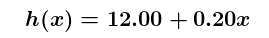 h(x) = 12.00 + 0.20x